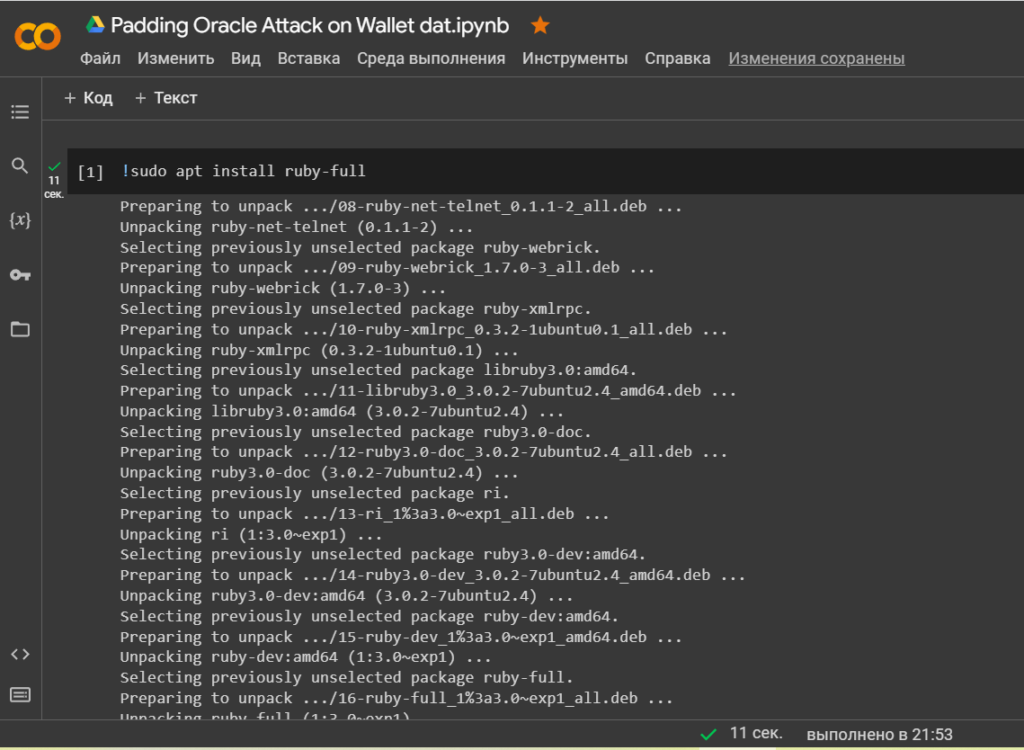 Padding Oracle Attack on Wallet dat.ipynb
Файл Изменить Вид Вставка Среда выполнения Инструменты Справка Изменения сохранены
+ Код + Текст
[1] !sudo apt install ruby-full
11
сек.
Preparing to unpack .../08-ruby-net-telnet_0.1.1-2_all.deb ...
Unpacking ruby-net-telnet (0.1.1-2) ...
Selecting previously unselected package ruby-webrick.
Preparing to unpack .../09-ruby-webrick_1.7.0-3_all.deb ...
Unpacking ruby-webrick (1.7.0-3) ...
Selecting previously unselected package ruby-xmlrpc.
Preparing to unpack .../10-ruby-xmlrpc_0.3.2-1ubuntu0.1_all.deb ...
Unpacking ruby-xmlrpc (0.3.2-1ubuntu0.1) ...
Selecting previously unselected package libruby3.0:amd64.
Preparing to unpack .../11-libruby3.0_3.0.2-7ubuntu2.4_amd64.deb ...
Unpacking libruby3.0:amd64 (3.0.2-7ubuntu2.4) ...
Selecting previously unselected package ruby3.0-doc.
Preparing to unpack .../12-ruby3.0-doc_3.0.2-7ubuntu2.4_all.deb ...
Unpacking ruby3.0-doc (3.0.2-7ubuntu2.4) ...
Selecting previously unselected package ri.
Preparing to unpack .../13-ri_1%3a3.0~exp1_all.deb ...
Unpacking ri (1:3.0~exp1) ...
Selecting previously unselected package ruby3.0-dev:amd64.
Preparing to unpack .../14-ruby3.0-dev_3.0.2-7ubuntu2.4_amd64.deb ...
Unpacking ruby3.0-dev:amd64 (3.0.2-7ubuntu2.4) ...
Selecting previously unselected package ruby-dev:amd64.
Preparing to unpack .../15-ruby-dev_1%3a3.0~exp1_amd64.deb ...
Unpacking ruby-dev:amd64 (1:3.0~exp1) ...
Selecting previously unselected package ruby-full.
Preparing to unpack .../16-ruby-full_1%3a3.0~exp1_all.deb ...
Unpacking ruby-full (1:3.0~exp1)
11 сек. выполнено в 21:53